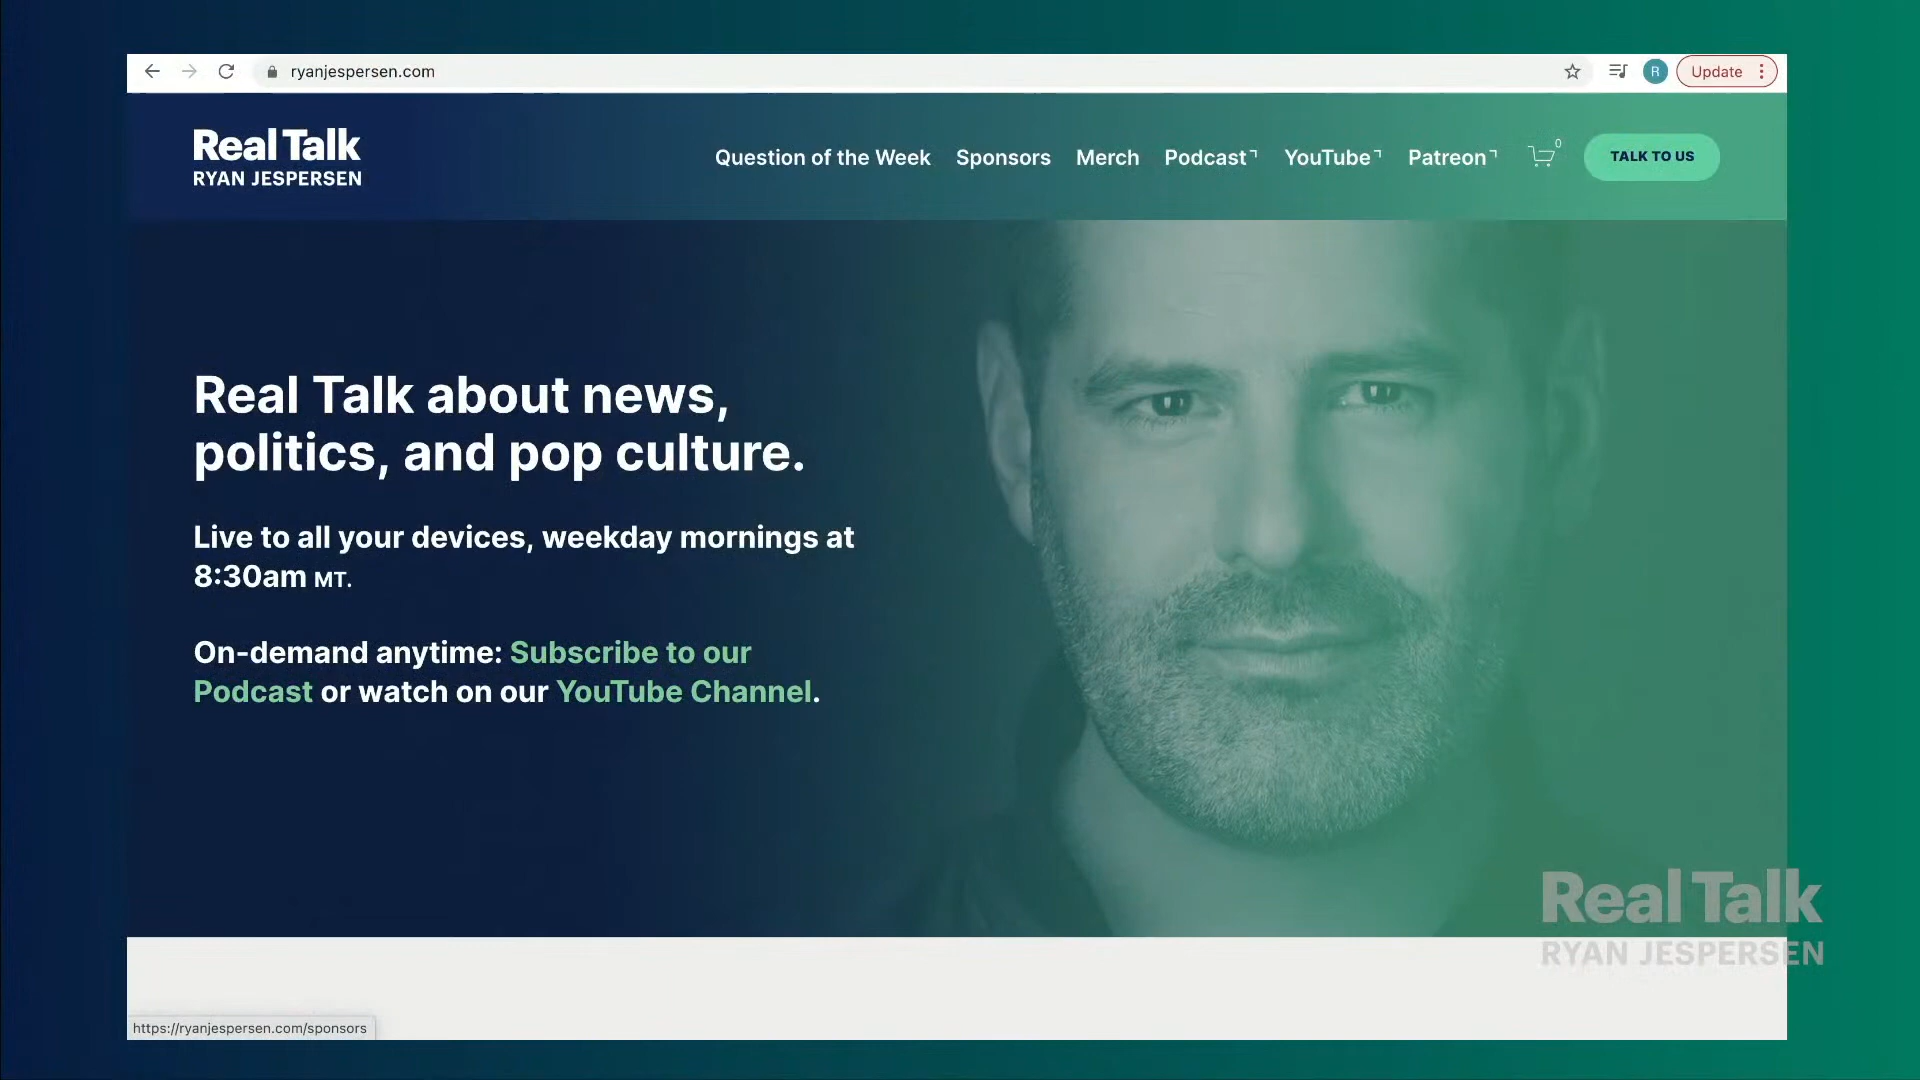 ryanjespersen.com
R
Update
Real Talk
RYAN JESPERSEN
Question of the Week
Sponsors
Merch
Podcast
YouTube
Patreon
0
TALK TO US
Real Talk about news,
politics, and pop culture.
Live to all your devices, weekday mornings at
8:30am MT.
On-demand anytime: Subscribe to our
Podcast or watch on our YouTube Channel.
Real Talk
RYAN JESPERSEN
https://ryanjespersen.com/sponsors